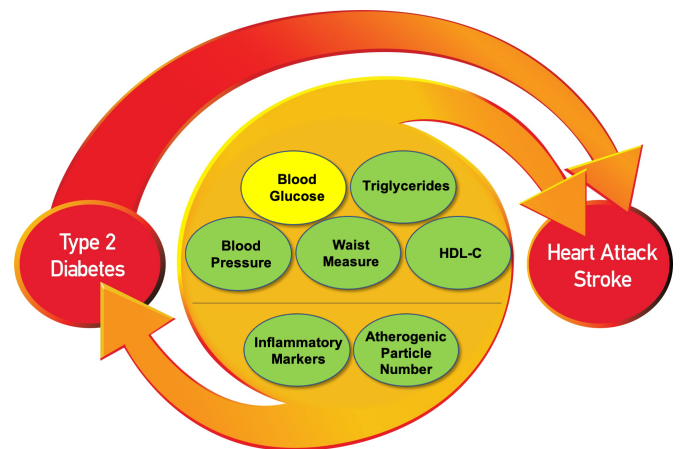 Blood
Glucose
Triglycerides
Type 2
Diabetes
Blood
Pressure
Waist
Measure
HDL-C
Heart Attack
Stroke
Inflammatory
Markers
Atherogenic
Particle
Number